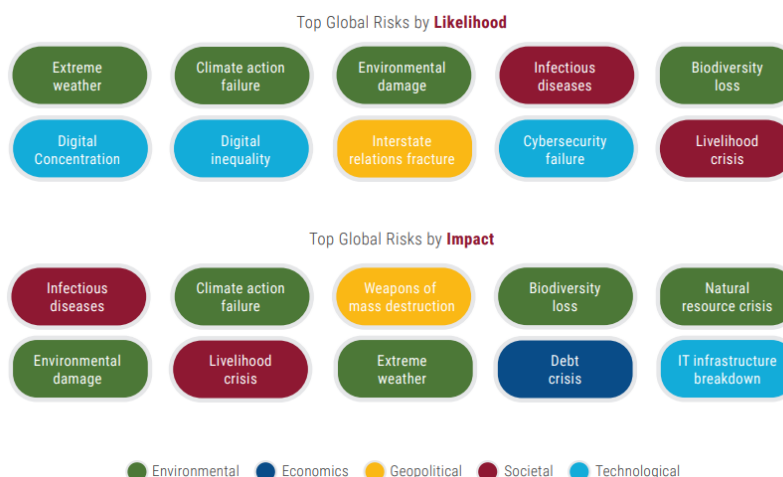 Top Global Risks by Likelihood
Extreme
weather
Climate action
failure
Environmental
damage
Infectious
diseases
Biodiversity
loss
Digital
Concentration
Digital
inequality
Interstate
relations fracture
Cybersecurity
failure
Livelihood
crisis
Top Global Risks by Impact
Infectious
diseases
Climate action
failure
Weapons of
mass destruction
Biodiversity
loss
Natural
resource crisis
Environmental
damage
Livelihood
crisis
Extreme
weather
Debt
crisis
IT infrastructure
breakdown
Environmental Economics Geopolitical Societal Technological